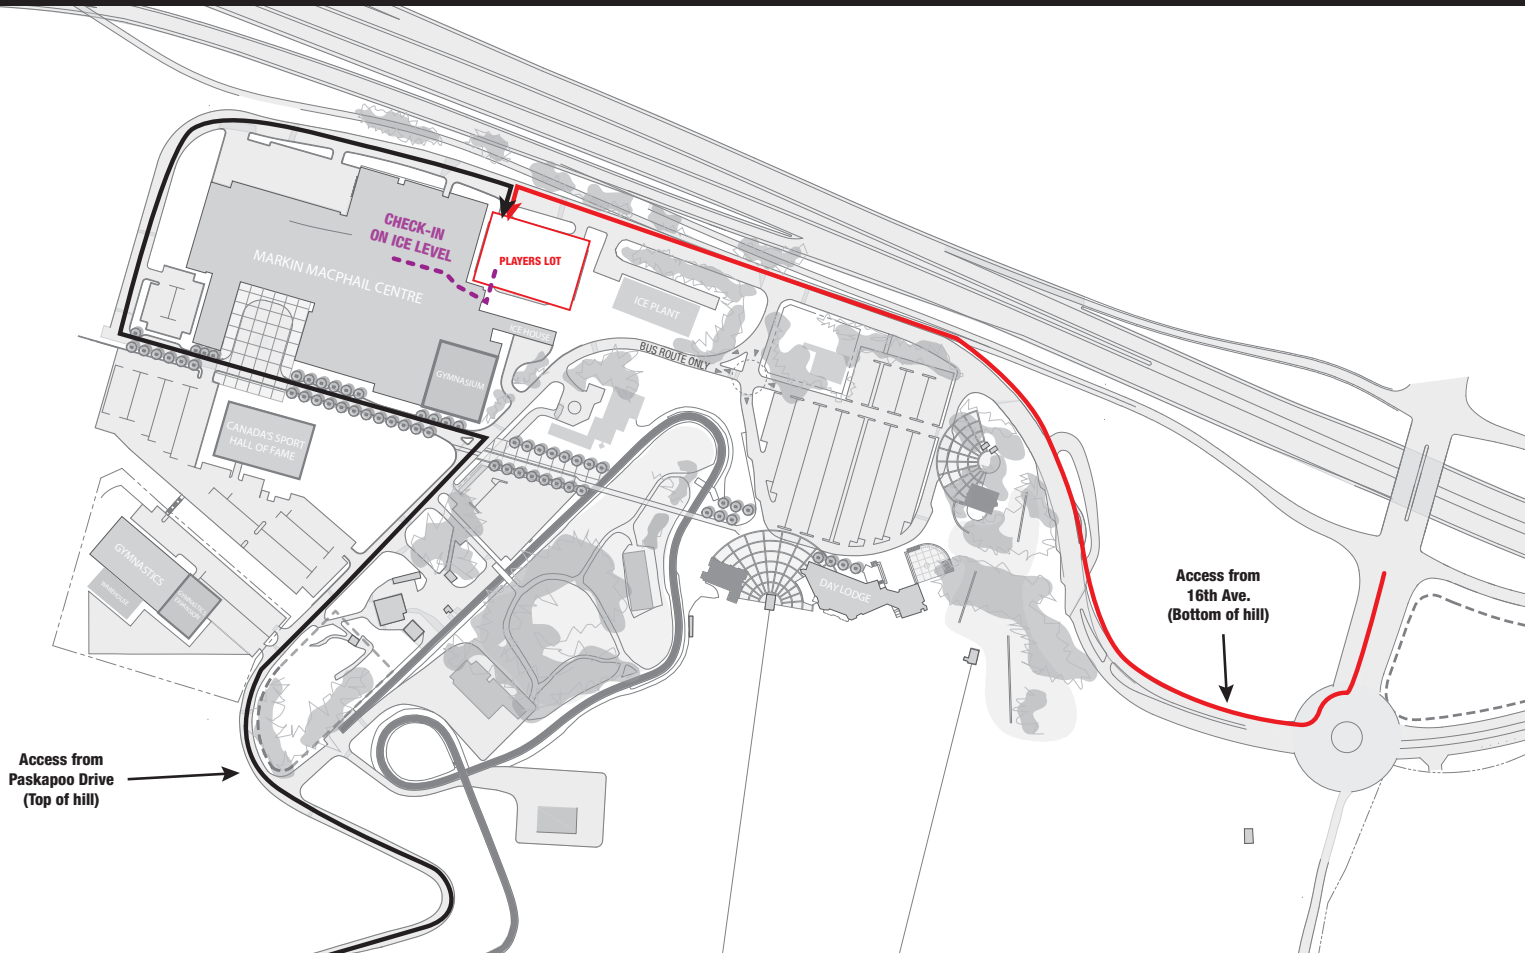 CHECK-IN
ON ICE LEVEL
MARKIN MACPHAIL CENTRE
PLAYERS LOT
ICE PLANT
ICE HOUSE
BUS ROUTE ONLY
GYMNASIUM
CANADA'S SPORT
HALL OF FAME
GYMNASTICS
WAREHOUSE
GYMNASTICS
DAY LODGE
Access from
16th Ave.
(Bottom of hill)
Access from
Paskapoo Drive
(Top of hill)